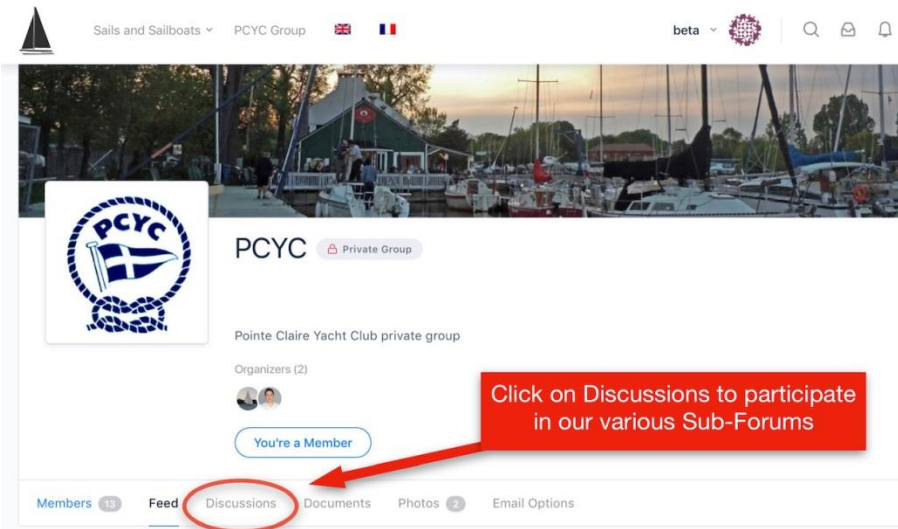 Sails and Sailboats PCYC Group beta
PCYC
PCYC Private Group
Pointe Claire Yacht Club private group
Organizers (2)
Click on Discussions to participate
in our various Sub-Forums
You're a Member
Members 13 Feed Discussions Documents Photos 2 Email Options